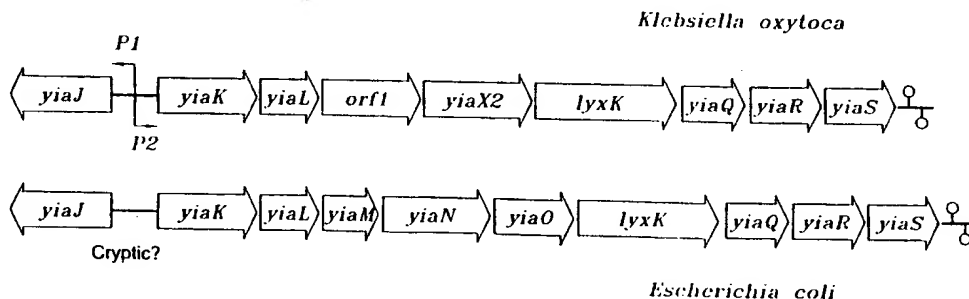 Klebsiella oxytoca
P1
yiaJ yiaK yiaL orf1 yiaX2 lyxK yiaQ yiaR yiaS
P2
yiaJ yiaK yiaL yiaM yiaN yiaO lyxK yiaQ yiaR yiaS
Cryptic?
Escherichia coli